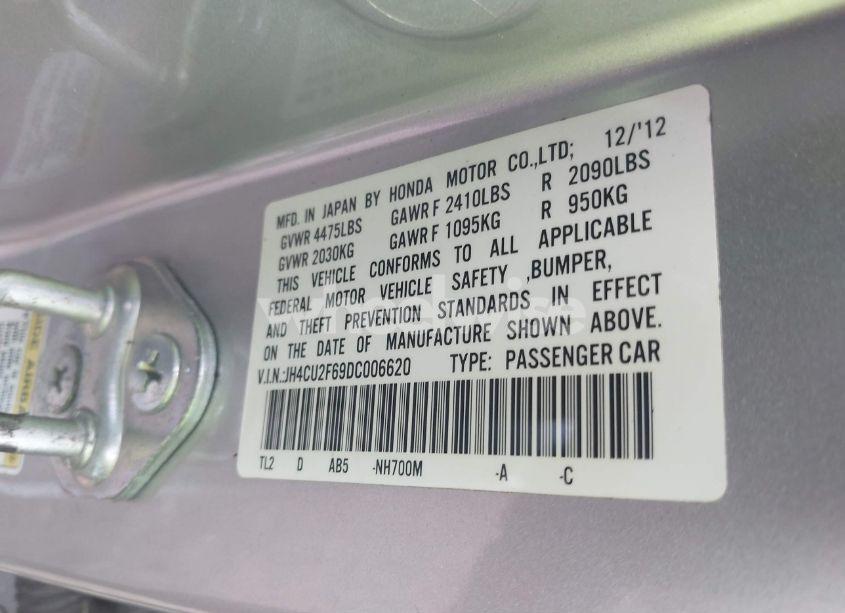 MFD. IN JAPAN BY HONDA MOTOR CO.,LTD; 12/'12
GVWR 4475LBS GAWR F 2410LBS R 2090LBS
GVWR 2030KG GAWR F 1095KG R 950KG
THIS VEHICLE CONFORMS TO ALL APPLICABLE
FEDERAL MOTOR VEHICLE SAFETY ,BUMPER,
AND THEFT PREVENTION STANDARDS IN EFFECT
ON THE DATE OF MANUFACTURE SHOWN ABOVE.
V.I.N.:JH4CU2F69DC006620 TYPE: PASSENGER CAR
TL2 D AB5 -NH700M -A -C